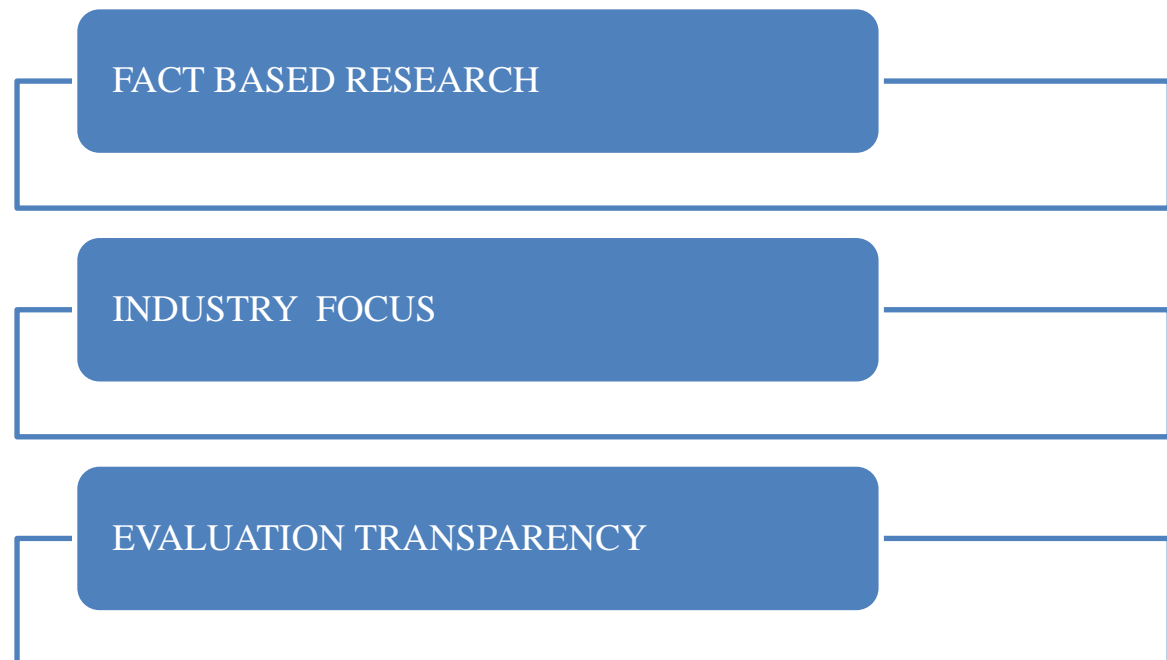 FACT BASED RESEARCH
INDUSTRY  FOCUS
EVALUATION TRANSPARENCY